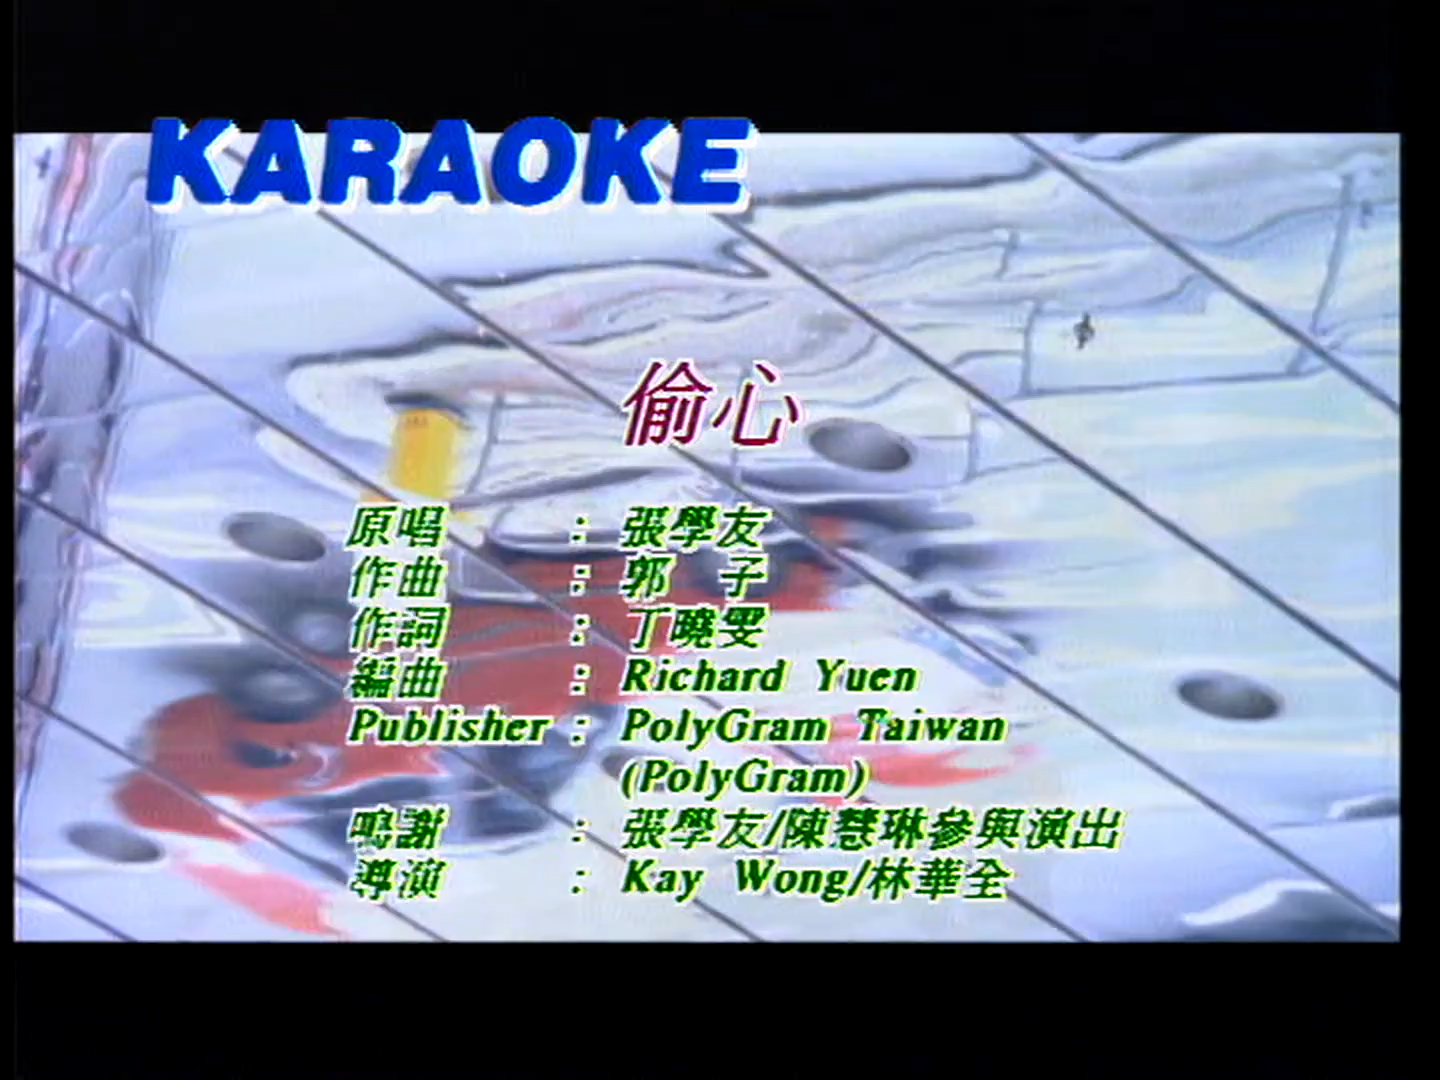 KARAOKE
偷心
原唱 : 張學友
作曲 : 郭 子
作詞 : 丁曉雯
編曲 : Richard Yuen
Publisher : PolyGram Taiwan
(PolyGram)
鳴謝 : 張學友/陳慧琳參與演出
導演 : Kay Wong/林華全